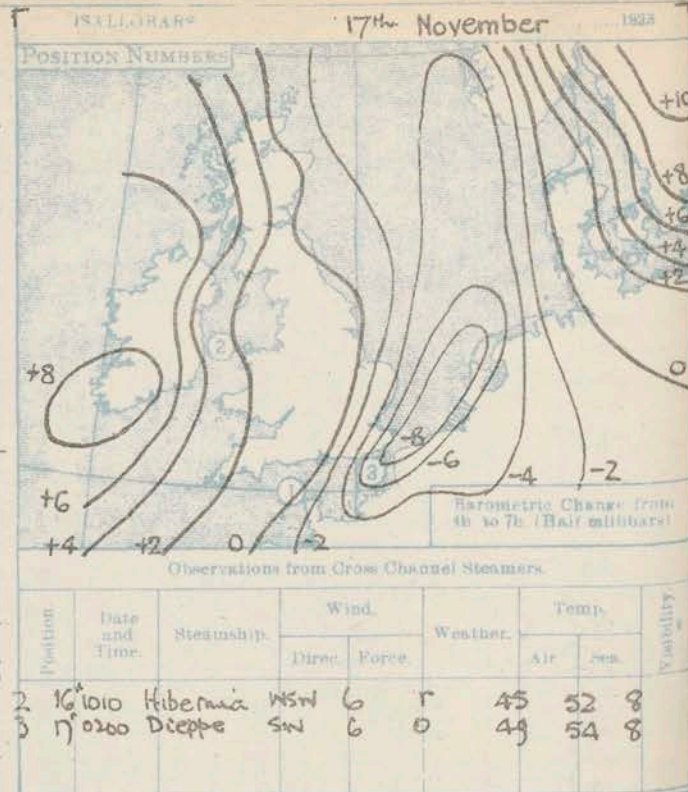 ISALLOBARS 17th November 1923
POSITION NUMBERS
+10
+8
+6
+4
+2
0
2
+8
-8
-6
3
-4
-2
+6
1
+4
+2
0
-2
Barometric Change from
4h to 7h (Half millibars)
Observations from Cross Channel Steamers.
Position Date and Time. Steamship. Wind. Weather. Temp. Visibility
Direc. Force. Air Sea.
2 16th 1010 Hibernia WSW 6 r 45 52 8
3 17th 0200 Dieppe SW 6 0 49 54 8